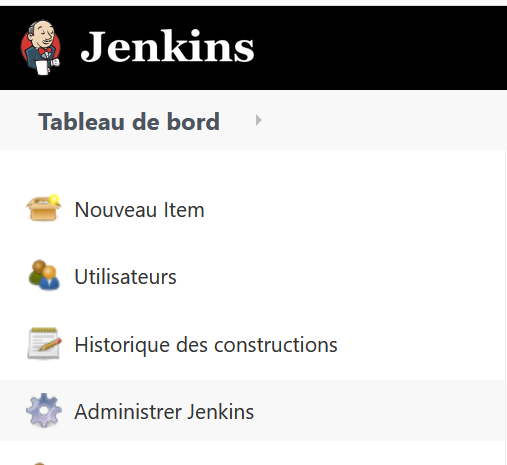 Jenkins
Tableau de bord
Nouveau Item
Utilisateurs
Historique des constructions
Administrer Jenkins